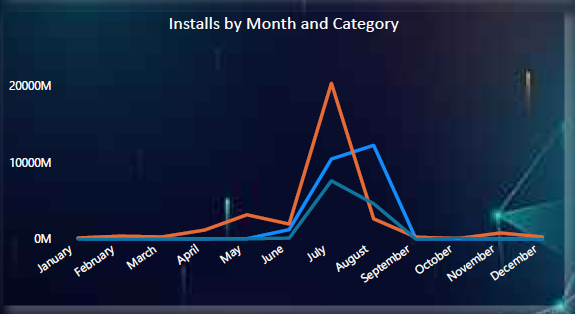 Installs by Month and Category
20000M
10000M
0M
January
February
March
April
May
June
July
August
September
October
November
December